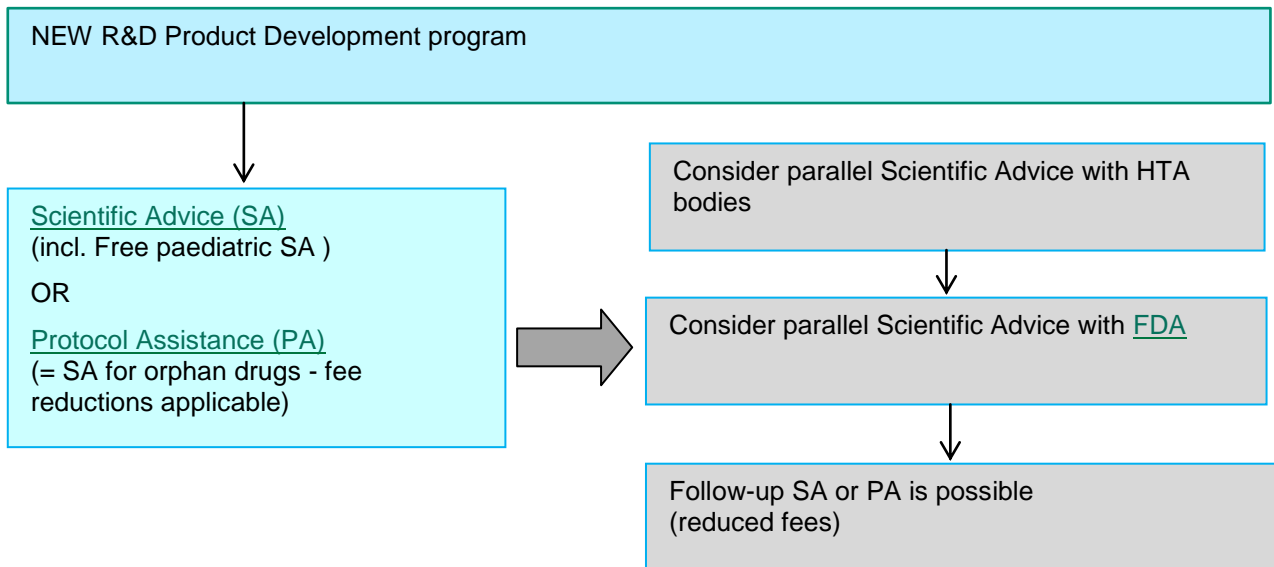 NEW R&D Product Development program
Scientific Advice (SA)
(incl. Free paediatric SA )
OR
Protocol Assistance (PA)
(= SA for orphan drugs - fee
reductions applicable)
Consider parallel Scientific Advice with HTA
bodies
Consider parallel Scientific Advice with FDA
Follow-up SA or PA is possible
(reduced fees)